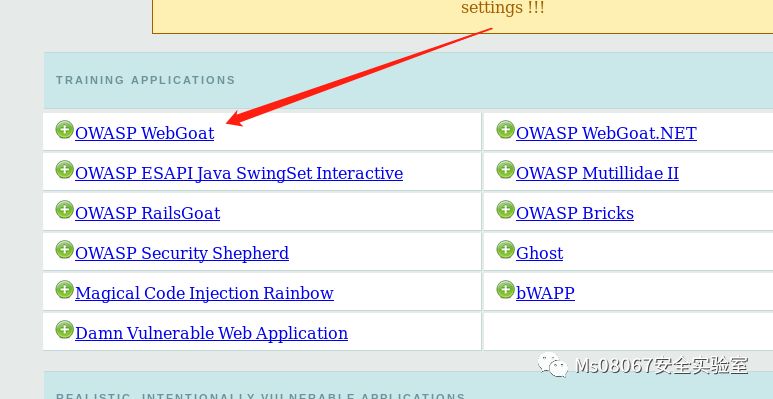 settings !!!
TRAINING APPLICATIONS
OWASP WebGoat
OWASP WebGoat.NET
OWASP ESAPI Java SwingSet Interactive
OWASP Mutillidae II
OWASP RailsGoat
OWASP Bricks
OWASP Security Shepherd
Ghost
Magical Code Injection Rainbow
bWAPP
Damn Vulnerable Web Application
Ms08067安全实验室
REALISTIC, INTENTIONALLY VULNERABLE APPLICATIONS